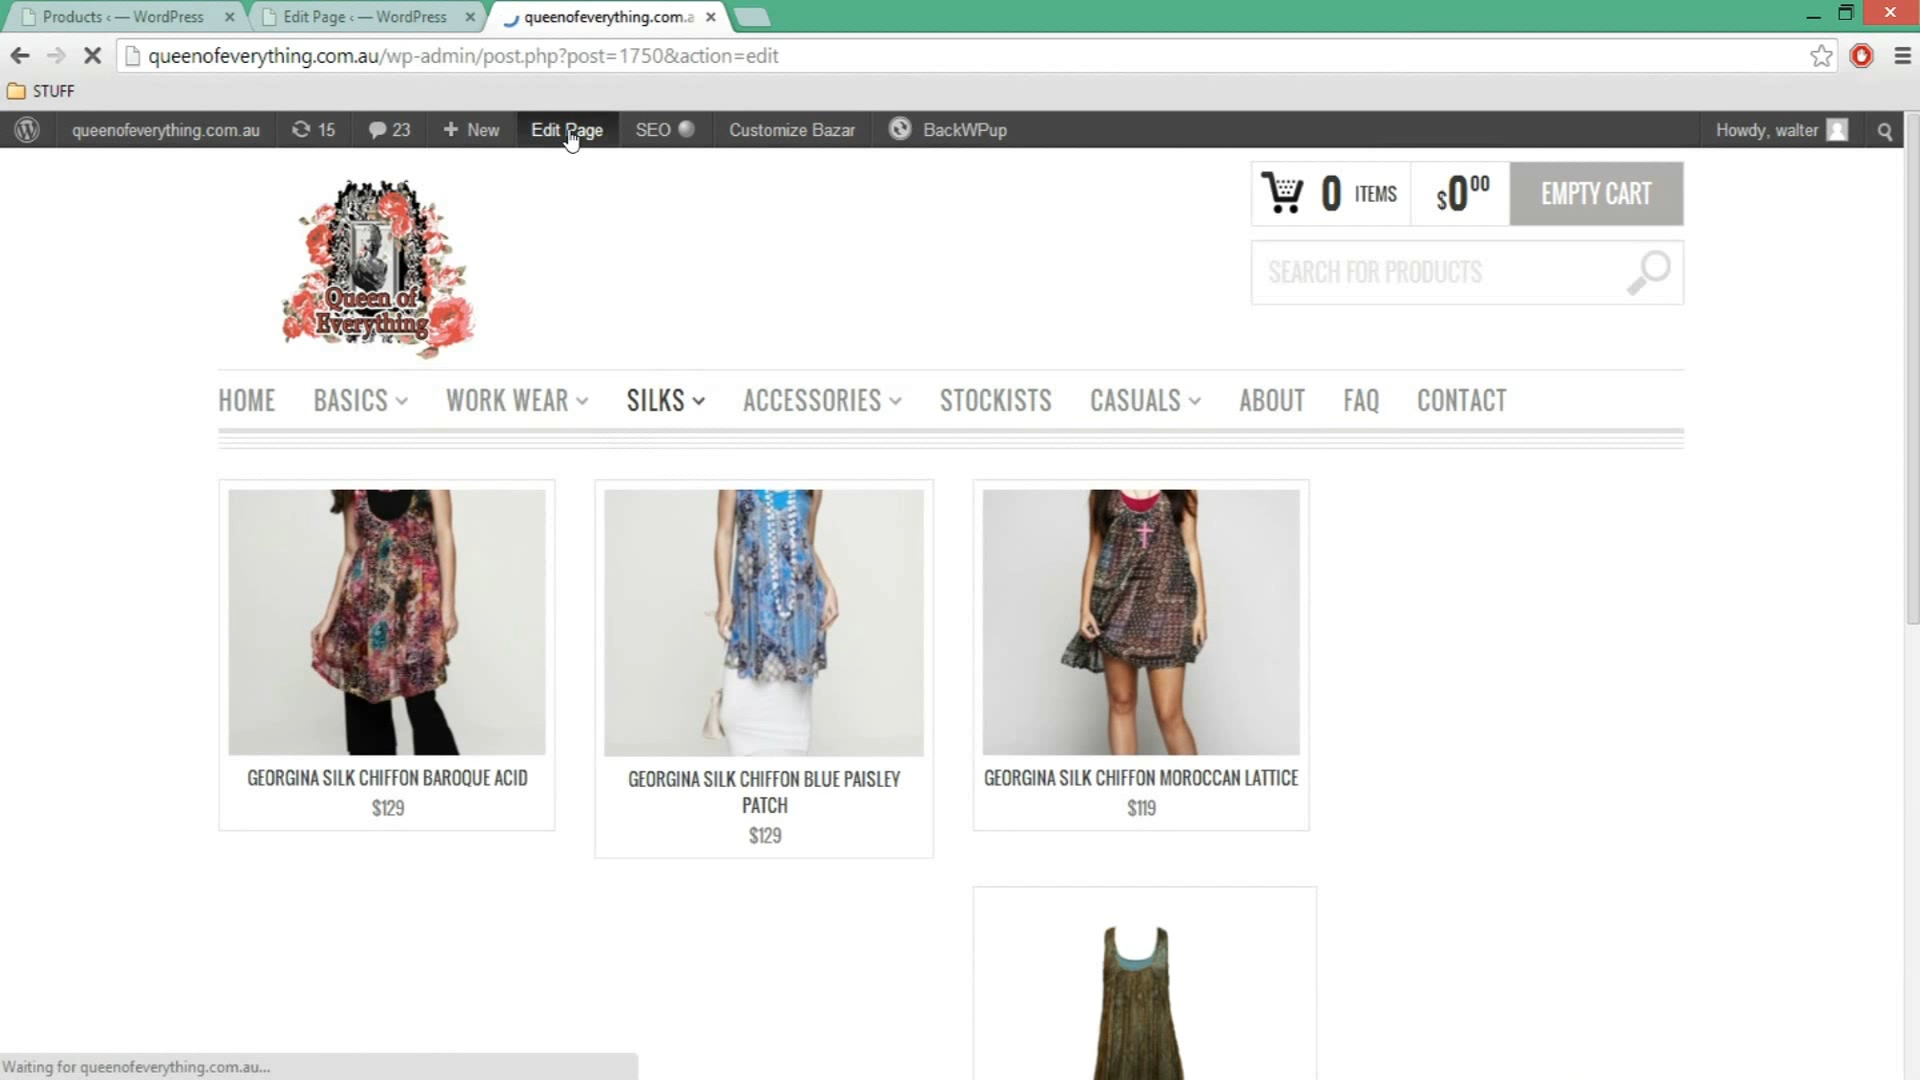 Products ‹ — WordPress
Edit Page ‹ — WordPress
queenofeverything.com.a
queenofeverything.com.au/wp-admin/post.php?post=1750&action=edit
STUFF
queenofeverything.com.au
15
23
+ New
Edit Page
SEO
Customize Bazar
BackWPup
Howdy, walter
0 ITEMS
$0 00
EMPTY CART
SEARCH FOR PRODUCTS
Queen of
Everything
HOME
BASICS
WORK WEAR
SILKS
ACCESSORIES
STOCKISTS
CASUALS
ABOUT
FAQ
CONTACT
GEORGINA SILK CHIFFON BAROQUE ACID
$129
GEORGINA SILK CHIFFON BLUE PAISLEY
PATCH
$129
GEORGINA SILK CHIFFON MOROCCAN LATTICE
$119
Waiting for queenofeverything.com.au...